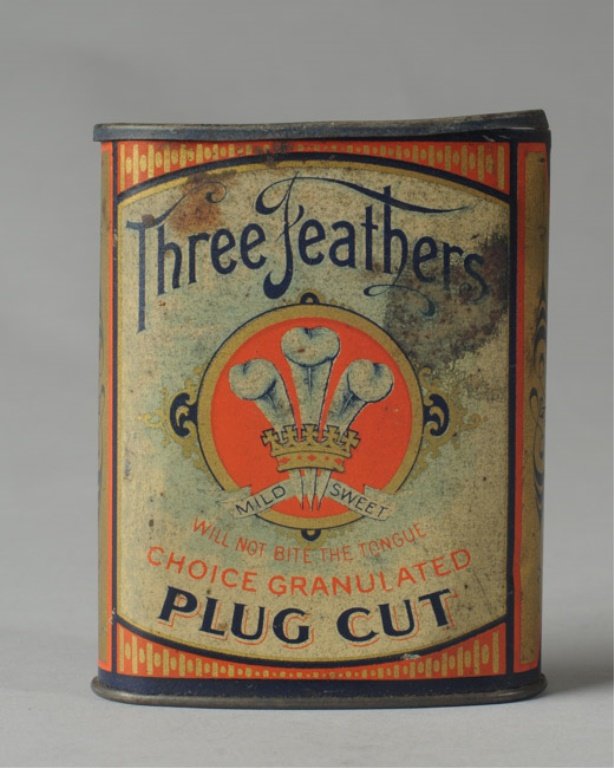 Three Feathers
MILD SWEET
WILL NOT BITE THE TONGUE
CHOICE GRANULATED
PLUG CUT